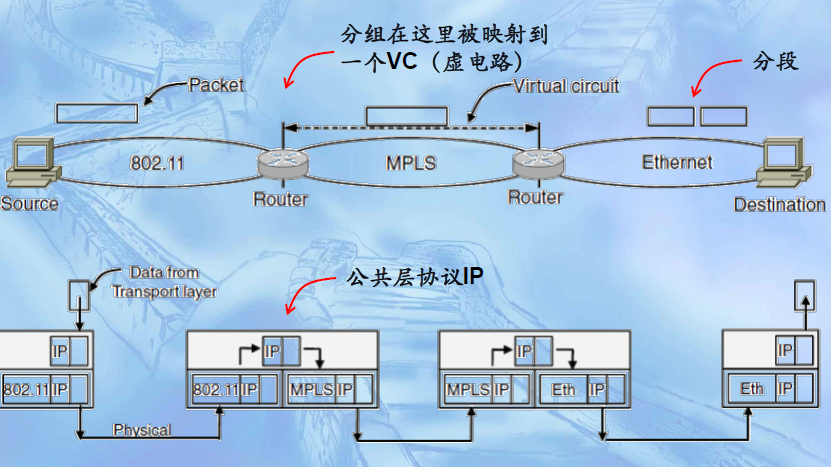 分组在这里被映射到
一个VC（虚电路）
分段
Packet
Virtual circuit
802.11
MPLS
Ethernet
Source
Router
Router
Destination
Data from
Transport layer
公共层协议IP
IP
IP
IP
IP
802.11 IP
802.11 IP
MPLS IP
MPLS IP
Eth IP
Eth IP
Physical